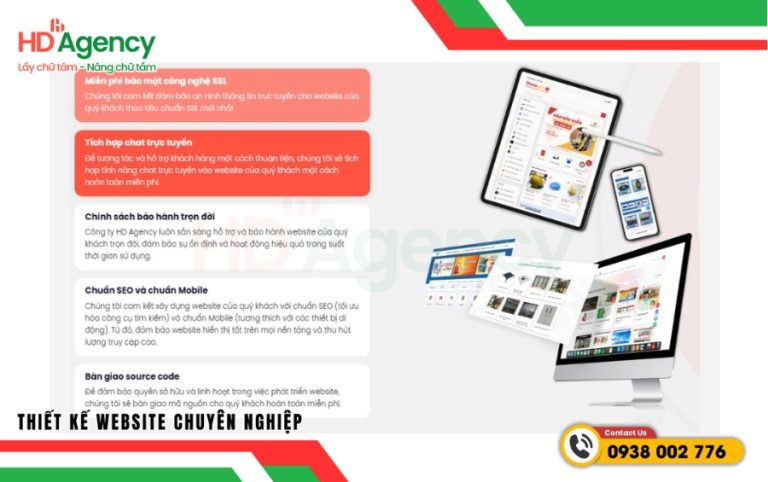 HD Agency
Lấy chữ tâm - Nâng chữ tầm
Miễn phí bảo mật công nghệ SSL
Chúng tôi cam kết đảm bảo an ninh thông tin trực tuyến cho website của
quý khách theo tiêu chuẩn SSL mới nhất
Tích hợp chat trực tuyến
Để tương tác và hỗ trợ khách hàng một cách thuận tiện, chúng tôi sẽ tích
hợp tính năng chat trực tuyến vào website của quý khách một cách
hoàn toàn miễn phí.
Chính sách bảo hành trọn đời
Công ty HD Agency luôn sẵn sàng hỗ trợ và bảo hành website của quý
khách trọn đời, đảm bảo sự ổn định và hoạt động hiệu quả trong suốt
thời gian sử dụng.
HD Agency
Chuẩn SEO và chuẩn Mobile
Chúng tôi cam kết xây dựng website của quý khách với chuẩn SEO (tối ưu
hóa công cụ tìm kiếm) và chuẩn Mobile (tương thích với các thiết bị di
động). Từ đó, đảm bảo website hiển thị tốt trên mọi nền tảng và thu hút
lượng truy cập cao.
Bàn giao source code
Để đảm bảo quyền sở hữu và linh hoạt trong việc phát triển website,
chúng tôi sẽ bàn giao mã nguồn cho quý khách hoàn toàn miễn phí.
THIẾT KẾ WEBSITE CHUYÊN NGHIỆP
Contact Us
0938 002 776